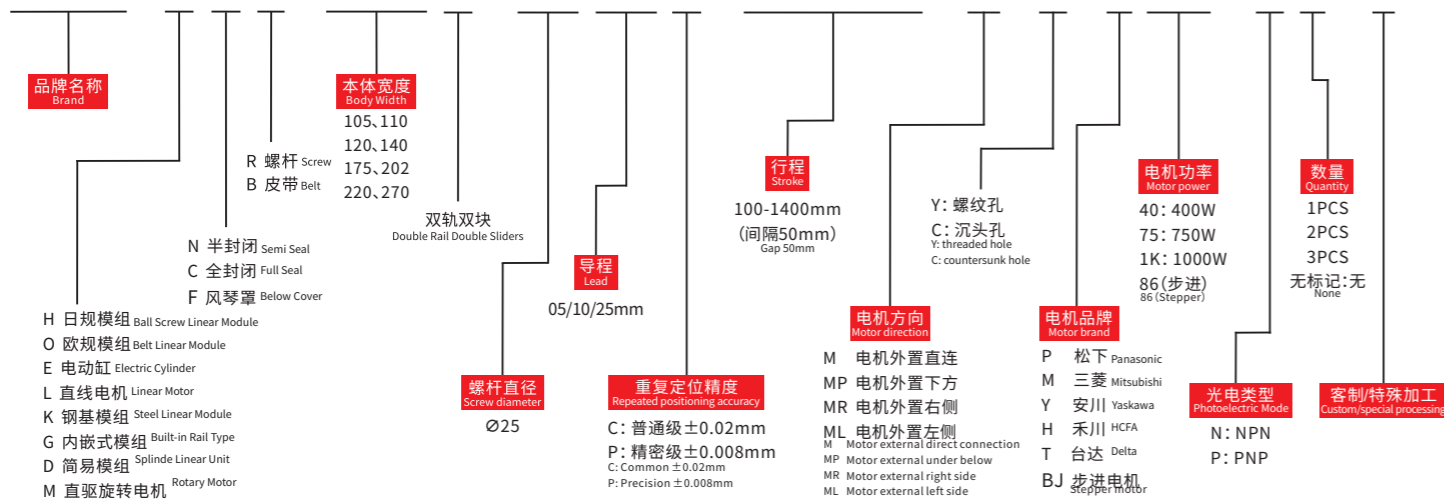 品牌名称
Brand
H 日规模组 Ball Screw Linear Module
O 欧规模组 Belt Linear Module
E 电动缸 Electric Cylinder
L 直线电机 Linear Motor
K 钢基模组 Steel Linear Module
G 内嵌式模组 Built-in Rail Type
D 简易模组 Splinde Linear Unit
M 直驱旋转电机 Rotary Motor
N 半封闭 Semi Seal
C 全封闭 Full Seal
F 风琴罩 Below Cover
R 螺杆 Screw
B 皮带 Belt
本体宽度
Body Width
105、110
120、140
175、202
220、270
双轨双块
Double Rail Double Sliders
螺杆直径
Screw diameter
∅25
导程
Lead
05/10/25mm
重复定位精度
Repeated positioning accuracy
C：普通级±0.02mm
P：精密级±0.008mm
C: Common ±0.02mm
P: Precision ±0.008mm
行程
Stroke
100-1400mm
（间隔50mm）
Gap 50mm
电机方向
Motor direction
M 电机外置直连
MP 电机外置下方
MR 电机外置右侧
ML 电机外置左侧
M Motor external direct connection
MP Motor external under below
MR Motor external right side
ML Motor external left side
Y：螺纹孔
C：沉头孔
Y: threaded hole
C: countersunk hole
电机品牌
Motor brand
P 松下 Panasonic
M 三菱 Mitsubishi
Y 安川 Yaskawa
H 禾川 HCFA
T 台达 Delta
BJ 步进电机
Stepper motor
电机功率
Motor power
40：400W
75：750W
1K：1000W
86（步进）
86（Stepper）
光电类型
Photoelectric Mode
N：NPN
P：PNP
数量
Quantity
1PCS
2PCS
3PCS
无标记：无
None
客制/特殊加工
Custom/special processing